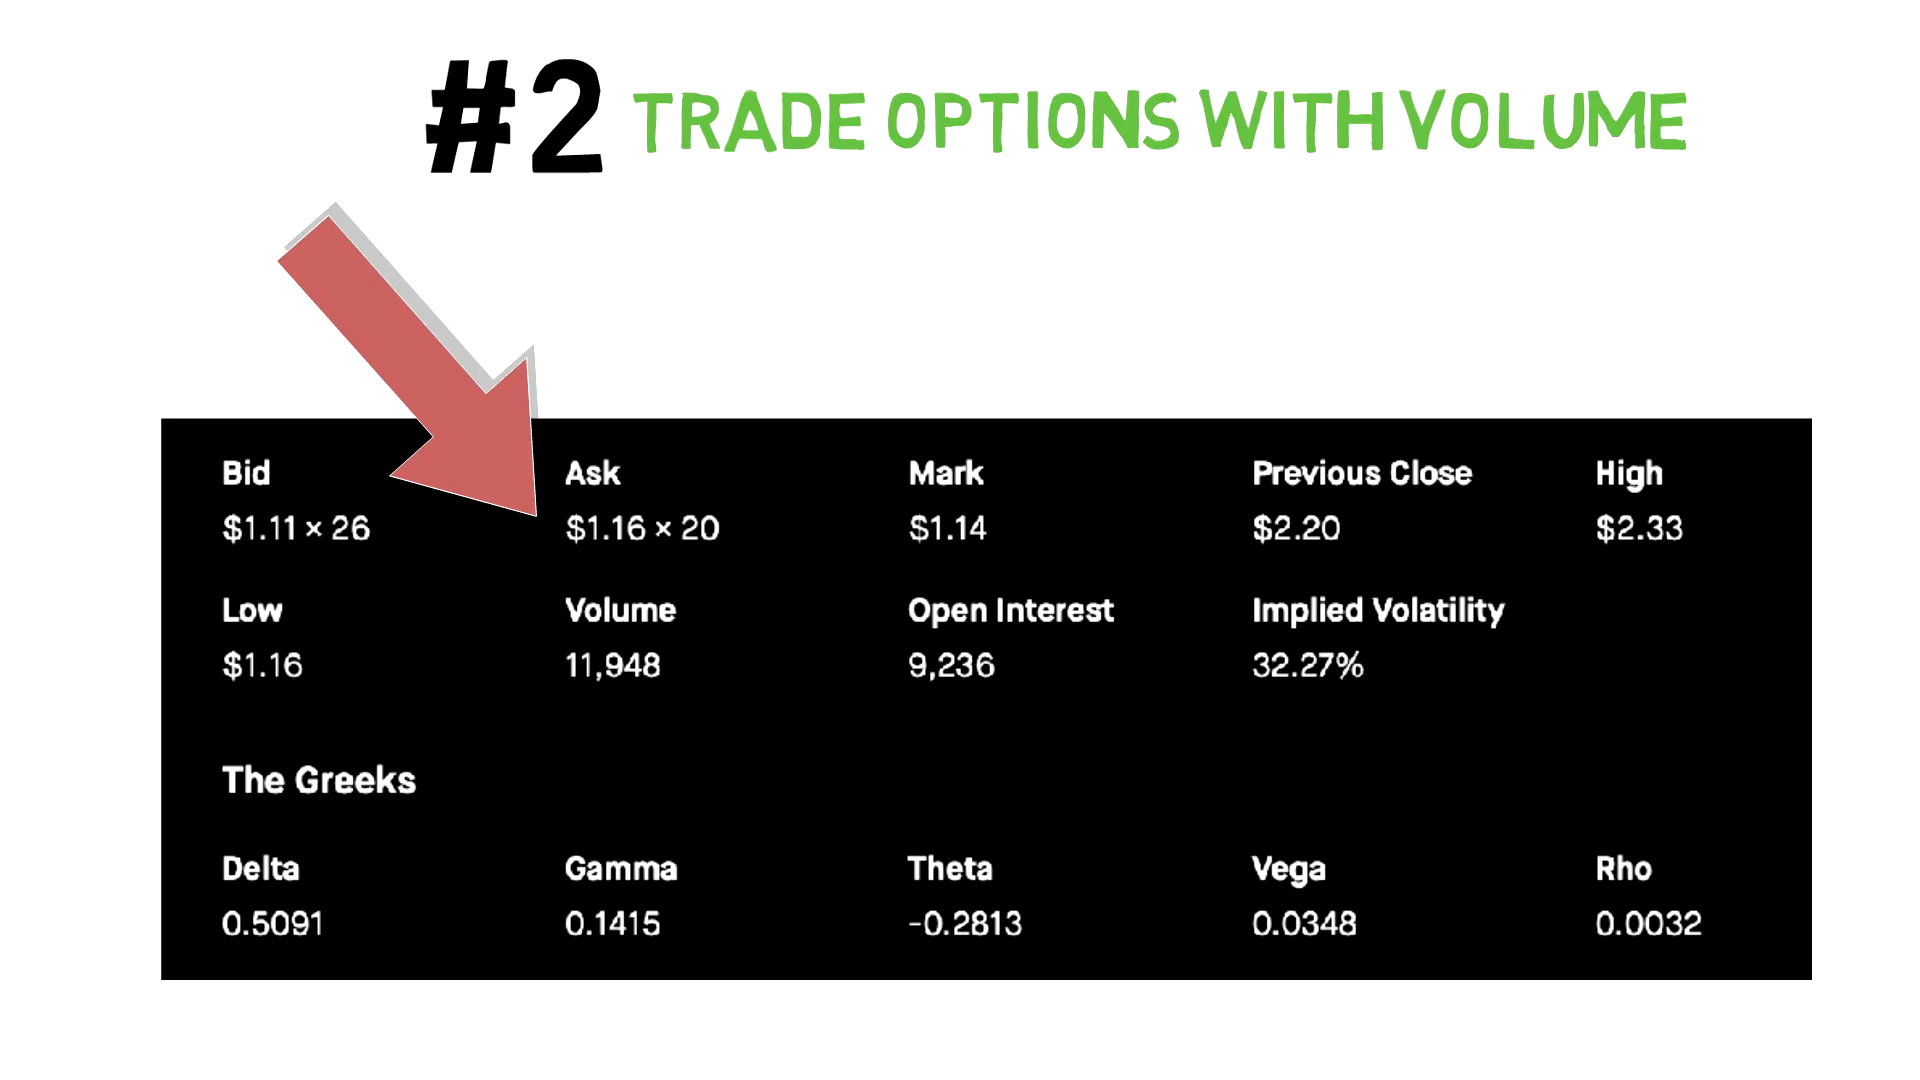 #2 TRADE OPTIONS WITH VOLUME
Bid Ask Mark Previous Close High
$1.11 × 26 $1.16 × 20 $1.14 $2.20 $2.33
Low Volume Open Interest Implied Volatility
$1.16 11,948 9,236 32.27%
The Greeks
Delta Gamma Theta Vega Rho
0.5091 0.1415 -0.2813 0.0348 0.0032